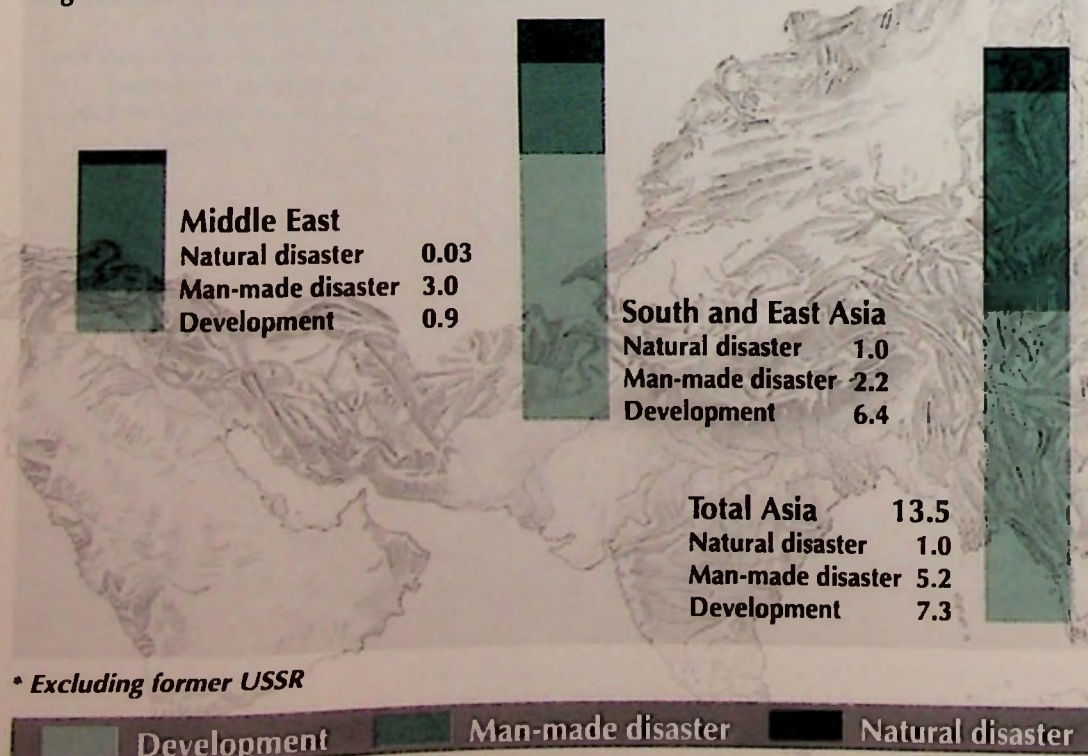 Middle East
Natural disaster 0.03
Man-made disaster 3.0
Development 0.9
South and East Asia
Natural disaster 1.0
Man-made disaster 2.2
Development 6.4
Total Asia 13.5
Natural disaster 1.0
Man-made disaster 5.2
Development 7.3
* Excluding former USSR
Development Man-made disaster Natural disaster